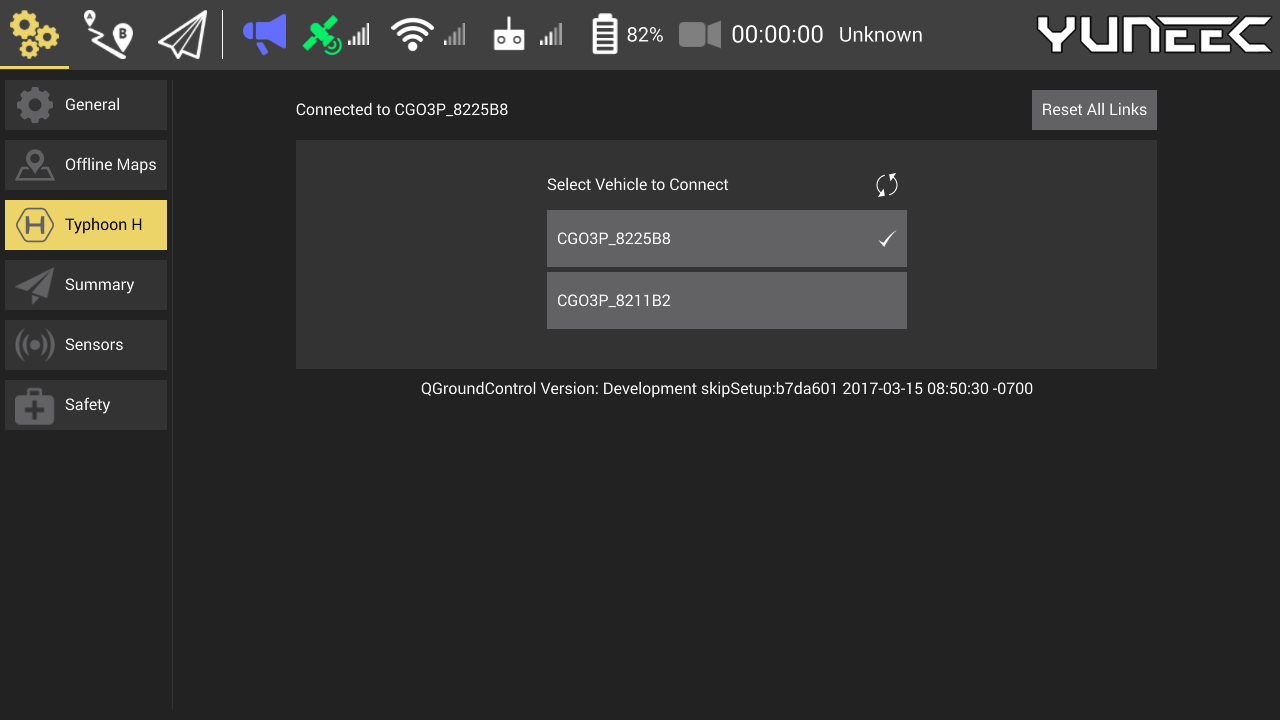 A
B
82%
00:00:00
Unknown
YUNEEC
General
Offline Maps
H
Typhoon H
Summary
Sensors
Safety
Connected to CGO3P_8225B8
Reset All Links
Select Vehicle to Connect
CGO3P_8225B8
CGO3P_8211B2
QGroundControl Version: Development skipSetup:b7da601 2017-03-15 08:50:30 -0700